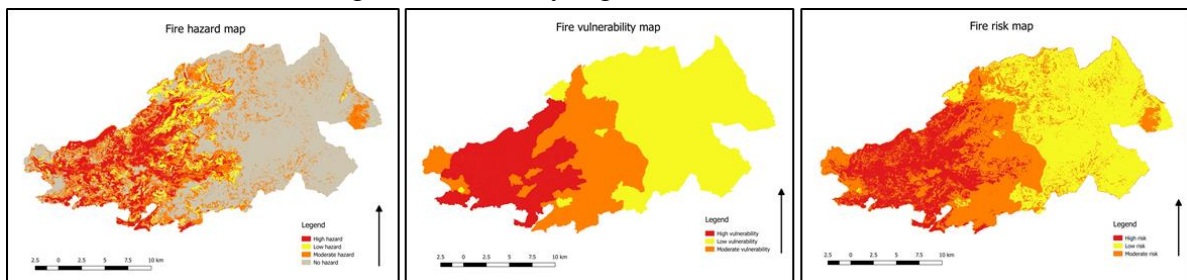 Fire hazard map
Legend
High hazard
Low hazard
Moderate hazard
No hazard
2.5 0 2.5 5 7.5 10 km
Fire vulnerability map
Legend
High vulnerability
Low vulnerability
Moderate vulnerability
2.5 0 2.5 5 7.5 10 km
Fire risk map
Legend
High risk
Low risk
Moderate risk
2.5 0 2.5 5 7.5 10 km